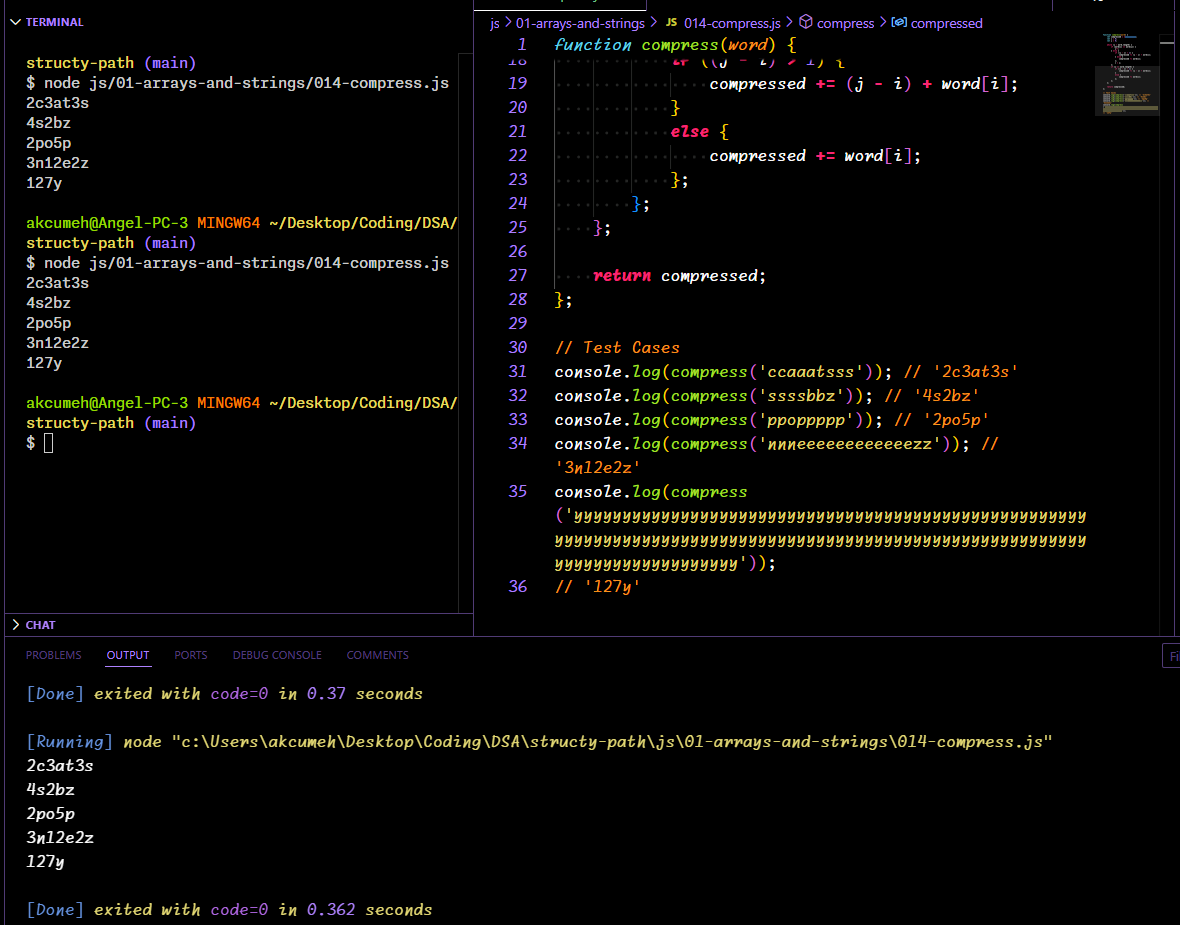 TERMINAL
structy-path (main)
$ node js/01-arrays-and-strings/014-compress.js
2c3at3s
4s2bz
2po5p
3n12e2z
127y
akcumeh@Angel-PC-3 MINGW64 ~/Desktop/Coding/DSA/
structy-path (main)
$ node js/01-arrays-and-strings/014-compress.js
2c3at3s
4s2bz
2po5p
3n12e2z
127y
akcumeh@Angel-PC-3 MINGW64 ~/Desktop/Coding/DSA/
structy-path (main)
$
CHAT
js > 01-arrays-and-strings > JS 014-compress.js > compress > compressed
1 function compress(word) {
18 if ((j - i) > 1) {
19 compressed += (j - i) + word[i];
20 }
21 else {
22 compressed += word[i];
23 };
24 };
25 };
26
27 return compressed;
28 };
29
30 // Test Cases
31 console.log(compress('ccaaatsss')); // '2c3at3s'
32 console.log(compress('ssssbbz')); // '4s2bz'
33 console.log(compress('ppoppppp')); // '2po5p'
34 console.log(compress('nnneeeeeeeeeeeezz')); //
'3n12e2z'
35 console.log(compress
('yyyyyyyyyyyyyyyyyyyyyyyyyyyyyyyyyyyyyyyyyyyyyyyyyyyyy
yyyyyyyyyyyyyyyyyyyyyyyyyyyyyyyyyyyyyyyyyyyyyyyyyyyyyyy
yyyyyyyyyyyyyyyyyyy'));
36 // '127y'
PROBLEMS OUTPUT PORTS DEBUG CONSOLE COMMENTS
[Done] exited with code=0 in 0.37 seconds
[Running] node "c:\Users\akcumeh\Desktop\Coding\DSA\structy-path\js\01-arrays-and-strings\014-compress.js"
2c3at3s
4s2bz
2po5p
3n12e2z
127y
[Done] exited with code=0 in 0.362 seconds